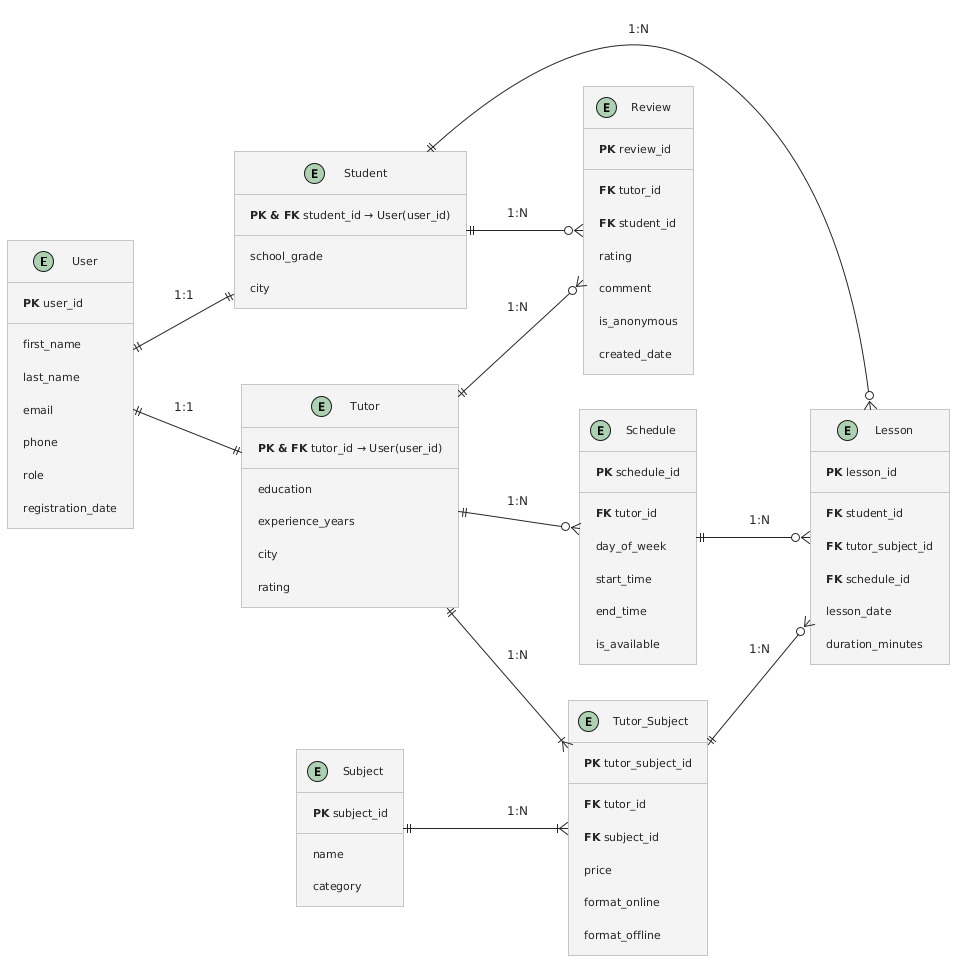 1:N
E Review
PK review_id
FK tutor_id
FK student_id
rating
comment
is_anonymous
created_date
E Student
PK & FK student_id → User(user_id)
school_grade
city
1:N
E User
PK user_id
first_name
last_name
email
phone
role
registration_date
1:1
1:N
1:1
E Tutor
PK & FK tutor_id → User(user_id)
education
experience_years
city
rating
E Schedule
PK schedule_id
FK tutor_id
day_of_week
start_time
end_time
is_available
E Lesson
PK lesson_id
FK student_id
FK tutor_subject_id
FK schedule_id
lesson_date
duration_minutes
1:N
1:N
1:N
1:N
E Tutor_Subject
PK tutor_subject_id
FK tutor_id
FK subject_id
price
format_online
format_offline
E Subject
PK subject_id
name
category
1:N